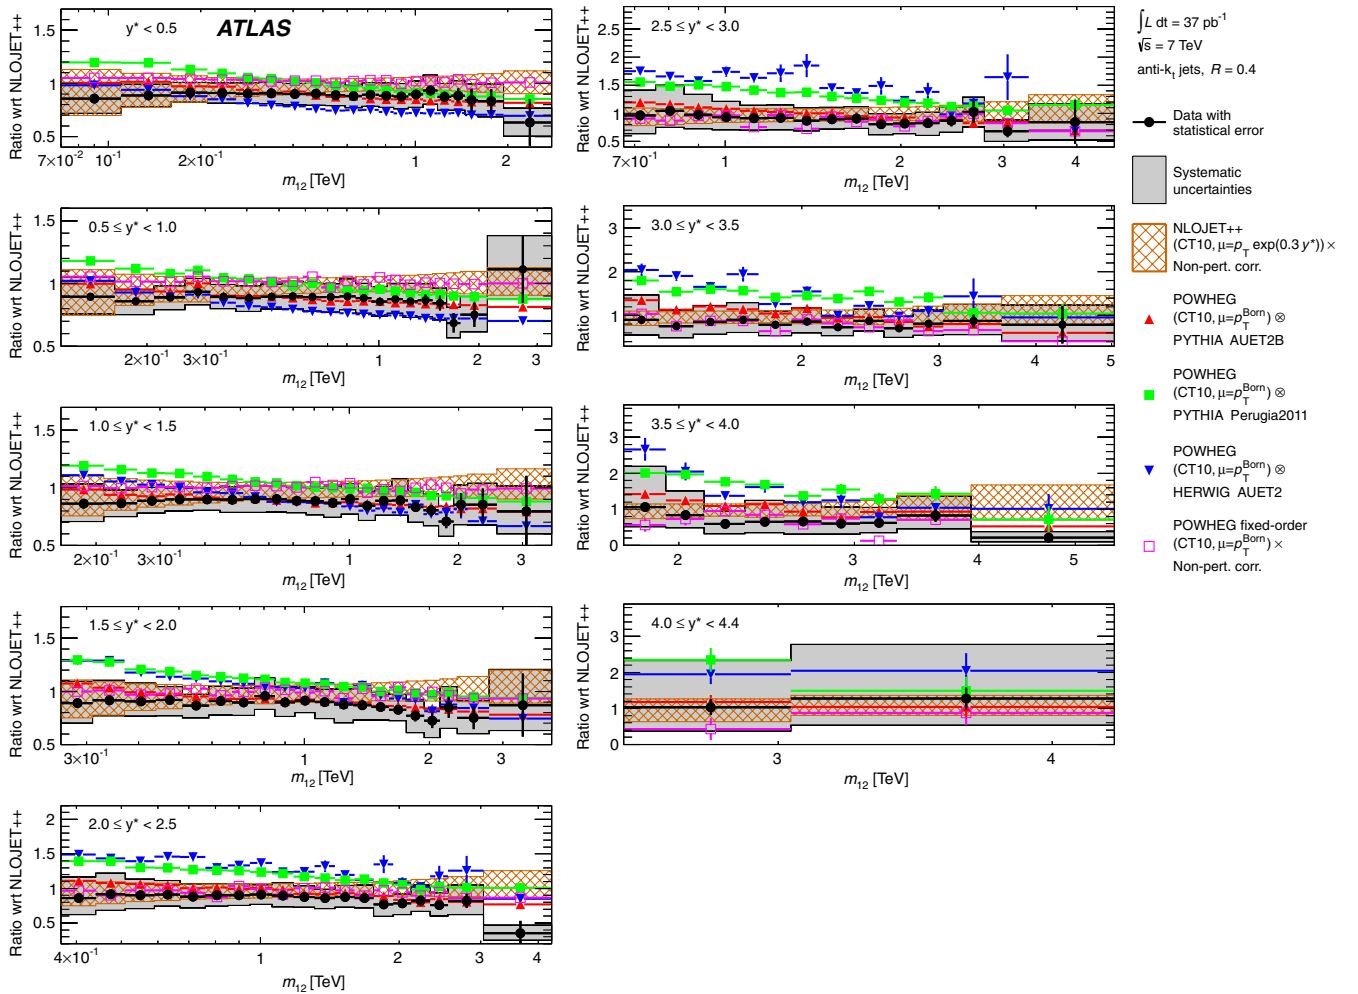 Ratio wrt NLOJET++
1.5
1
0.5
y* < 0.5
ATLAS
7×10⁻² 10⁻¹ 2×10⁻¹ 1 2
m₁₂ [TeV]
Ratio wrt NLOJET++
1.5
1
0.5
0.5 ≤ y* < 1.0
2×10⁻¹ 3×10⁻¹ 1 2 3
m₁₂ [TeV]
Ratio wrt NLOJET++
1.5
1
0.5
1.0 ≤ y* < 1.5
2×10⁻¹ 3×10⁻¹ 1 2 3
m₁₂ [TeV]
Ratio wrt NLOJET++
1.5
1
0.5
1.5 ≤ y* < 2.0
3×10⁻¹ 1 2 3
m₁₂ [TeV]
Ratio wrt NLOJET++
2
1.5
1
0.5
2.0 ≤ y* < 2.5
4×10⁻¹ 1 2 3 4
m₁₂ [TeV]
Ratio wrt NLOJET++
2.5
2
1.5
1
0.5
2.5 ≤ y* < 3.0
7×10⁻¹ 1 2 3 4
m₁₂ [TeV]
Ratio wrt NLOJET++
3
2
1
0
3.0 ≤ y* < 3.5
2 3 4 5
m₁₂ [TeV]
Ratio wrt NLOJET++
3
2
1
0
3.5 ≤ y* < 4.0
2 3 4 5
m₁₂ [TeV]
Ratio wrt NLOJET++
3
2
1
0
4.0 ≤ y* < 4.4
3 4
m₁₂ [TeV]
∫L dt = 37 pb⁻¹
√s = 7 TeV
anti-kₜ jets, R = 0.4
Data with
statistical error
Systematic
uncertainties
NLOJET++
(CT10, μ=p_T exp(0.3 y*)) ×
Non-pert. corr.
POWHEG
(CT10, μ=p_T^Born) ⊗
PYTHIA AUET2B
POWHEG
(CT10, μ=p_T^Born) ⊗
PYTHIA Perugia2011
POWHEG
(CT10, μ=p_T^Born) ⊗
HERWIG AUET2
POWHEG fixed-order
(CT10, μ=p_T^Born) ×
Non-pert. corr.